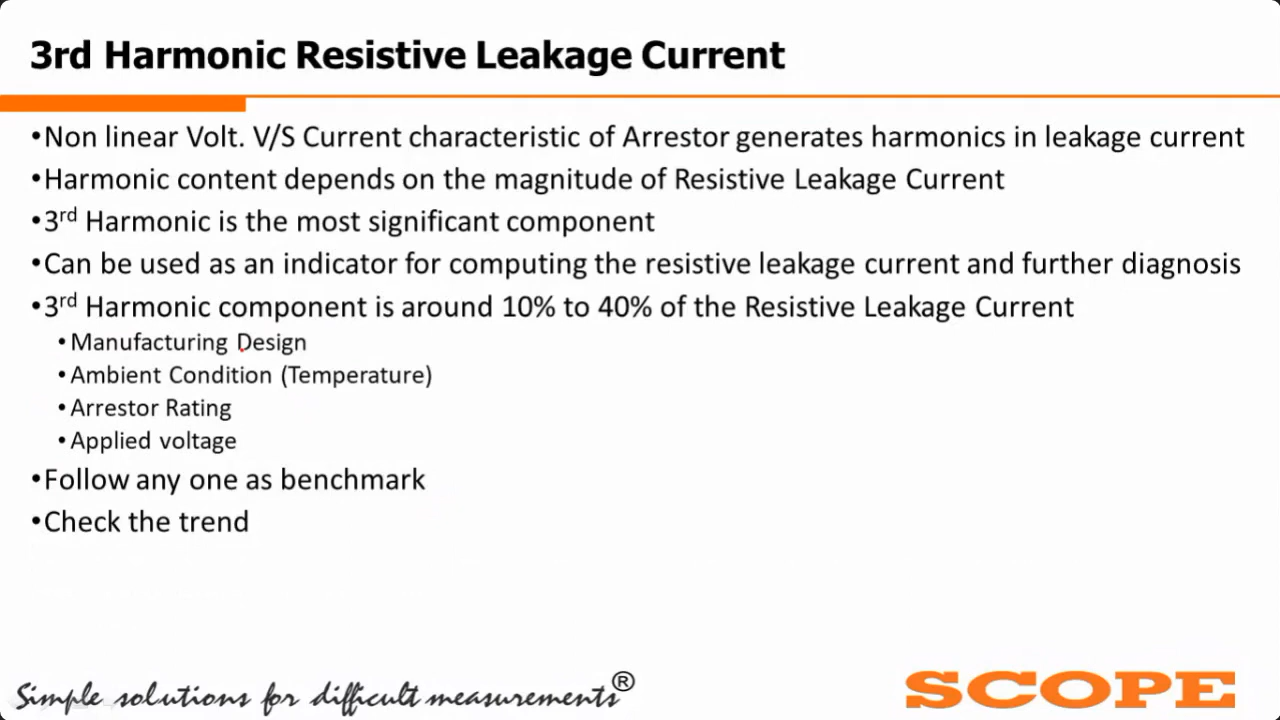 3rd Harmonic Resistive Leakage Current
•Non linear Volt. V/S Current characteristic of Arrestor generates harmonics in leakage current
•Harmonic content depends on the magnitude of Resistive Leakage Current
•3rd Harmonic is the most significant component
•Can be used as an indicator for computing the resistive leakage current and further diagnosis
•3rd Harmonic component is around 10% to 40% of the Resistive Leakage Current
•Manufacturing Design
•Ambient Condition (Temperature)
•Arrestor Rating
•Applied voltage
•Follow any one as benchmark
•Check the trend
Simple solutions for difficult measurements®
SCOPE